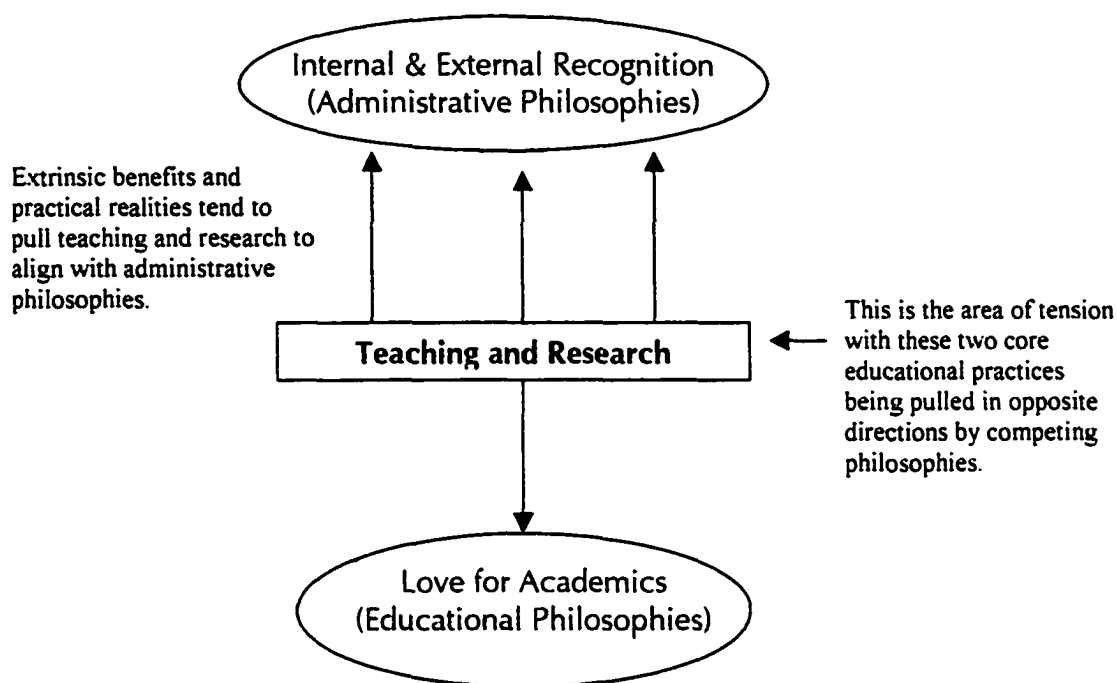 Internal & External Recognition
(Administrative Philosophies)
Extrinsic benefits and
practical realities tend to
pull teaching and research to
align with administrative
philosophies.
Teaching and Research
This is the area of tension
with these two core
educational practices
being pulled in opposite
directions by competing
philosophies.
Love for Academics
(Educational Philosophies)